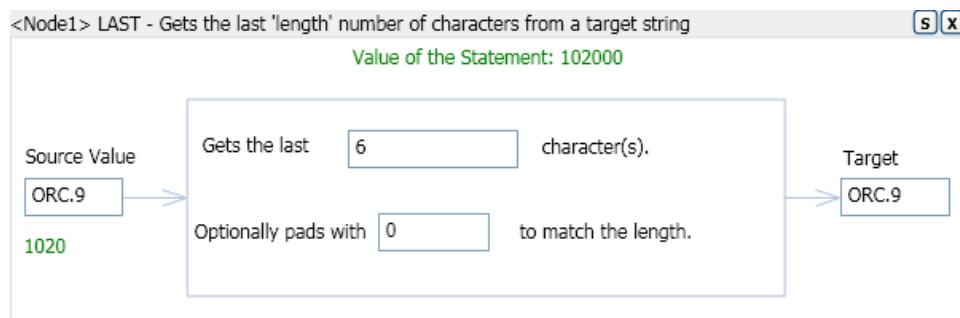 <Node1> LAST - Gets the last 'length' number of characters from a target string
S X
Value of the Statement: 102000
Gets the last 6 character(s).
Source Value
Target
ORC.9
ORC.9
Optionally pads with 0 to match the length.
1020